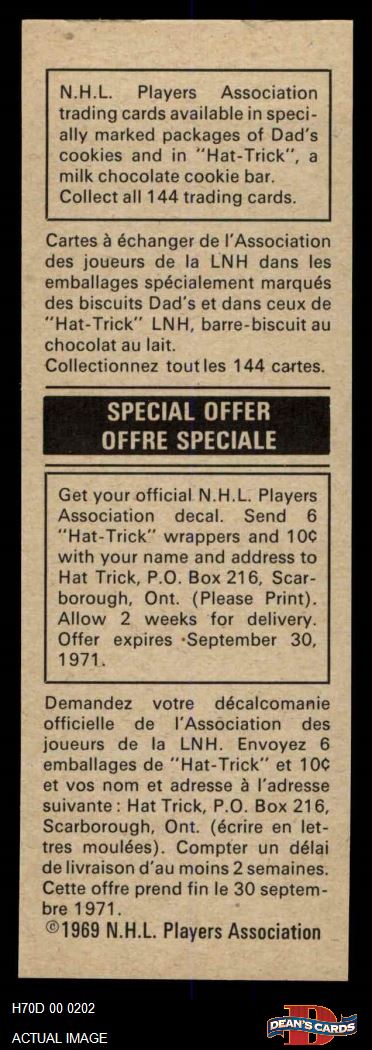 N.H.L. Players Association
trading cards available in speci-
ally marked packages of Dad's
cookies and in "Hat-Trick", a
milk chocolate cookie bar.
Collect all 144 trading cards.
Cartes à échanger de l'Association
des joueurs de la LNH dans les
emballages spécialement marqués
des biscuits Dad's et dans ceux de
"Hat-Trick" LNH, barre-biscuit au
chocolat au lait.
Collectionnez tout les 144 cartes.
SPECIAL OFFER
OFFRE SPECIALE
Get your official N.H.L. Players
Association decal. Send 6
"Hat-Trick" wrappers and 10¢
with your name and address to
Hat Trick, P.O. Box 216, Scar-
borough, Ont. (Please Print).
Allow 2 weeks for delivery.
Offer expires September 30,
1971.
Demandez votre décalcomanie
officielle de l'Association des
joueurs de la LNH. Envoyez 6
emballages de "Hat-Trick" et 10¢
et vos nom et adresse à l'adresse
suivante : Hat Trick, P.O. Box 216,
Scarborough, Ont. (écrire en let-
tres moulées). Compter un délai
de livraison d'au moins 2 semaines.
Cette offre prend fin le 30 septem-
bre 1971.
©1969 N.H.L. Players Association
H70D 00 0202
ACTUAL IMAGE
DEAN'S CARDS